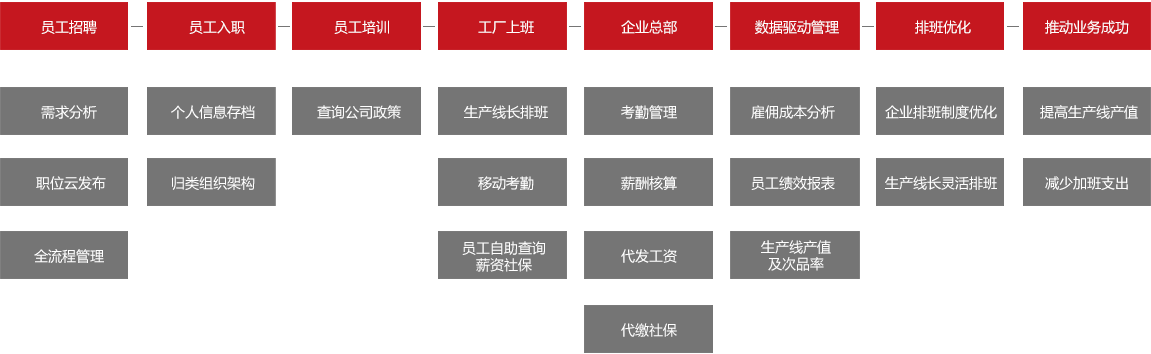 员工招聘
员工入职
员工培训
工厂上班
企业总部
数据驱动管理
排班优化
推动业务成功
需求分析
个人信息存档
查询公司政策
生产线长排班
考勤管理
雇佣成本分析
企业排班制度优化
提高生产线产值
职位云发布
归类组织架构
移动考勤
薪酬核算
员工绩效报表
生产线长灵活排班
减少加班支出
全流程管理
员工自助查询
薪资社保
代发工资
生产线产值
及次品率
代缴社保